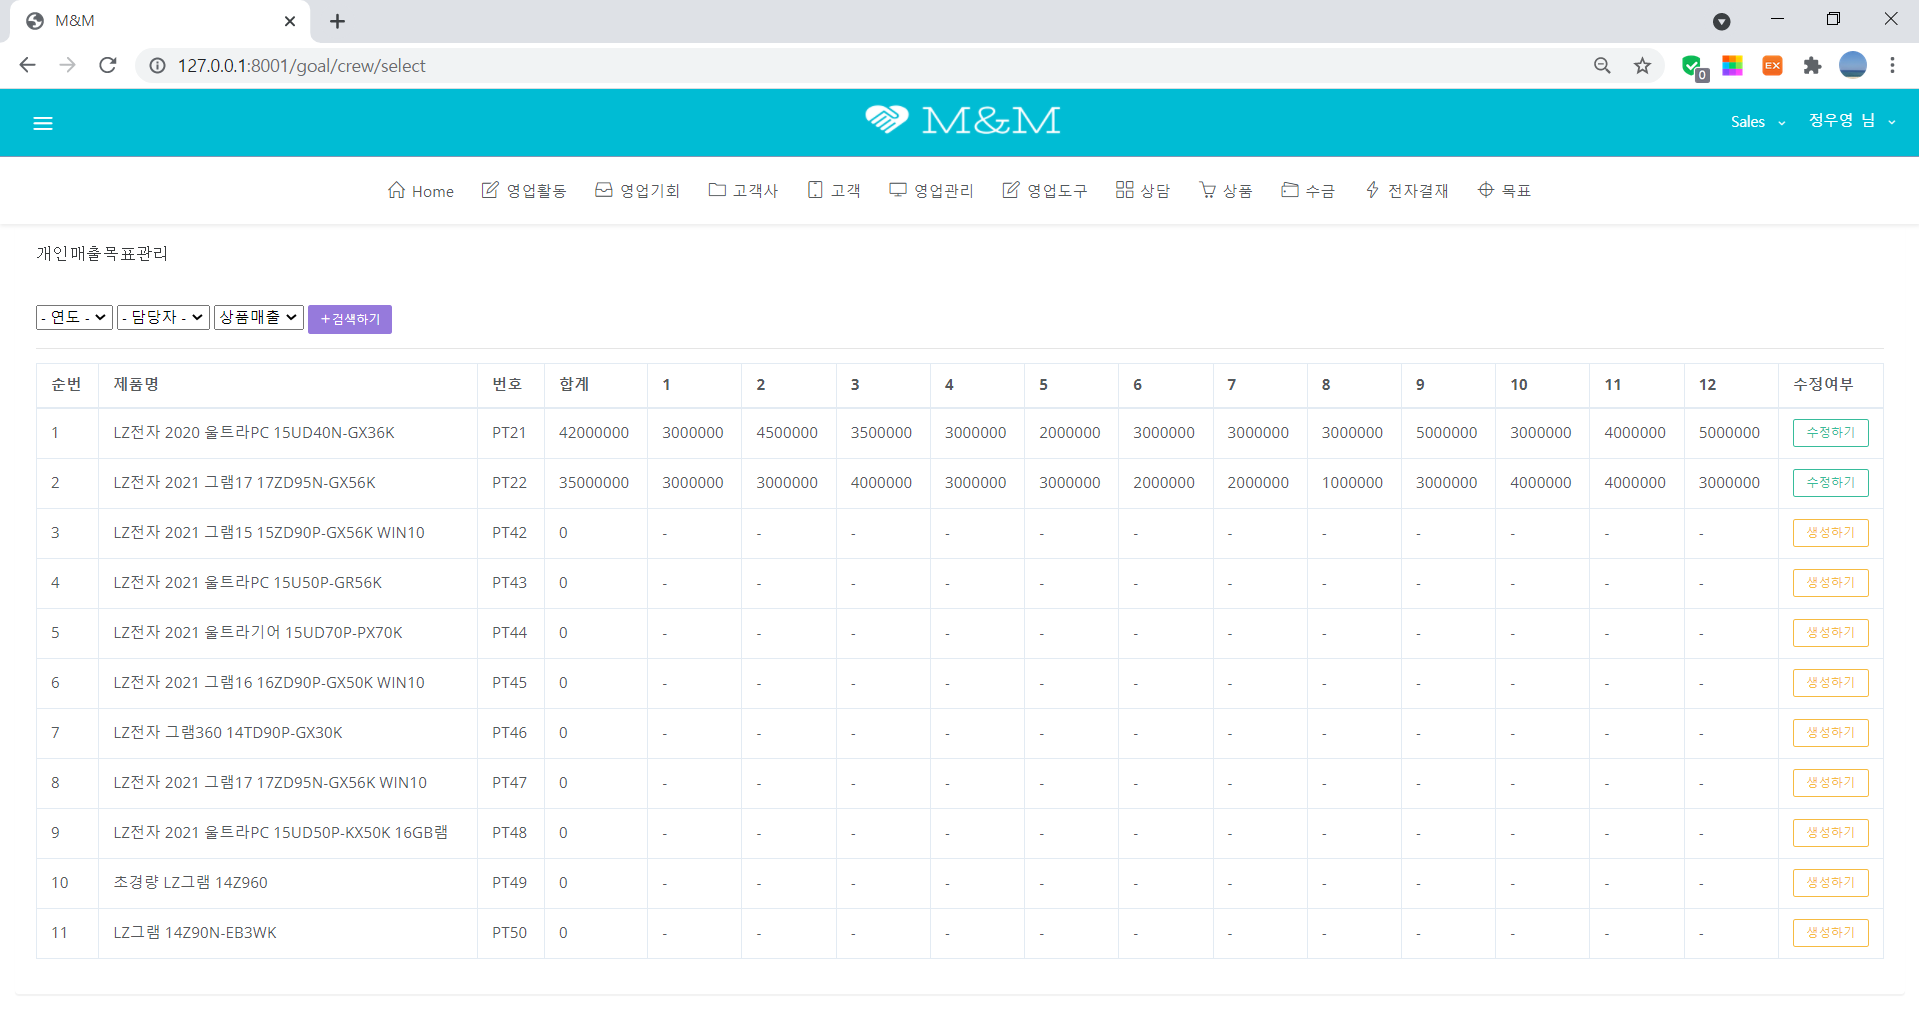 M&M
127.0.0.1:8001/goal/crew/select
0
EX
M&M
Sales
정우영 님
Home 영업활동 영업기회 고객사 고객 영업관리 영업도구 상담 상품 수금 전자결재 목표
개인매출목표관리
- 연도 - - 담당자 - 상품매출 +검색하기
순번 제품명 번호 합계 1 2 3 4 5 6 7 8 9 10 11 12 수정여부
1 LZ전자 2020 울트라PC 15UD40N-GX36K PT21 42000000 3000000 4500000 3500000 3000000 2000000 3000000 3000000 3000000 5000000 3000000 4000000 5000000 수정하기
2 LZ전자 2021 그램17 17ZD95N-GX56K PT22 35000000 3000000 3000000 4000000 3000000 3000000 2000000 2000000 1000000 3000000 4000000 4000000 3000000 수정하기
3 LZ전자 2021 그램15 15ZD90P-GX56K WIN10 PT42 0 - - - - - - - - - - - - 생성하기
4 LZ전자 2021 울트라PC 15U50P-GR56K PT43 0 - - - - - - - - - - - - 생성하기
5 LZ전자 2021 울트라기어 15UD70P-PX70K PT44 0 - - - - - - - - - - - - 생성하기
6 LZ전자 2021 그램16 16ZD90P-GX50K WIN10 PT45 0 - - - - - - - - - - - - 생성하기
7 LZ전자 그램360 14TD90P-GX30K PT46 0 - - - - - - - - - - - - 생성하기
8 LZ전자 2021 그램17 17ZD95N-GX56K WIN10 PT47 0 - - - - - - - - - - - - 생성하기
9 LZ전자 2021 울트라PC 15UD50P-KX50K 16GB램 PT48 0 - - - - - - - - - - - - 생성하기
10 초경량 LZ그램 14Z960 PT49 0 - - - - - - - - - - - - 생성하기
11 LZ그램 14Z90N-EB3WK PT50 0 - - - - - - - - - - - - 생성하기